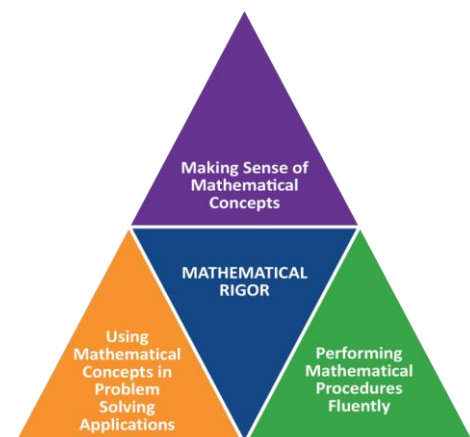 Making Sense of
Mathematical
Concepts
MATHEMATICAL
RIGOR
Using
Mathematical
Concepts in
Problem
Solving
Applications
Performing
Mathematical
Procedures
Fluently